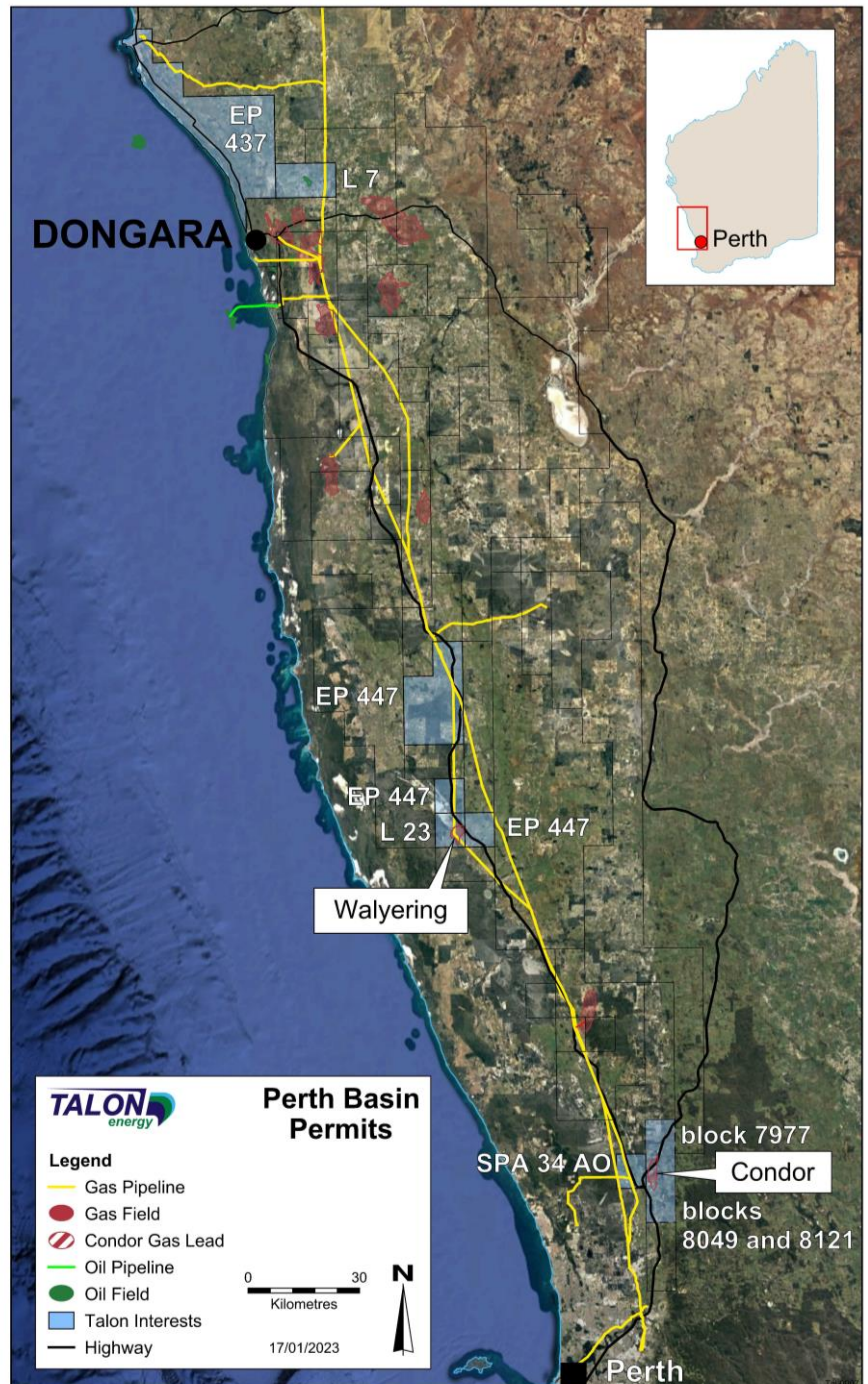 EP
437
L 7
DONGARA
Perth
EP 447
EP 447
L 23
EP 447
Walyering
block 7977
SPA 34 AO
Condor
blocks
8049 and 8121
TALON
energy
Perth Basin
Permits
Legend
Gas Pipeline
Gas Field
Condor Gas Lead
Oil Pipeline
Oil Field
Talon Interests
Highway
0 30
Kilometres
N
17/01/2023
Perth